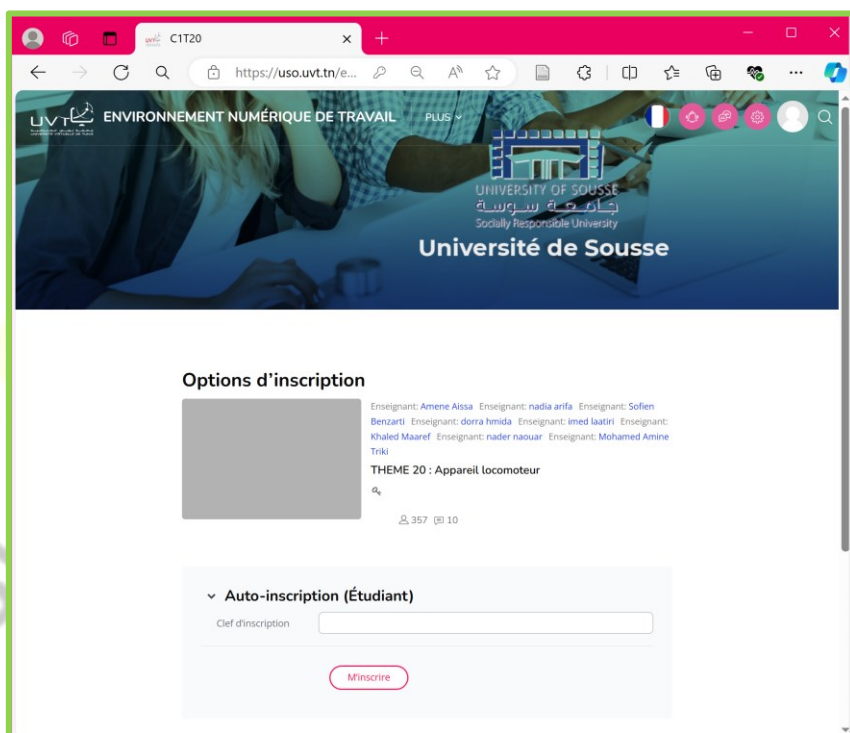 C1T20
https://uso.uvt.tn/e...
UVT ENVIRONNEMENT NUMÉRIQUE DE TRAVAIL PLUS
UNIVERSITY OF SOUSSE
جامعة سوسة
Socially Responsible University
Université de Sousse
Options d'inscription
Enseignant: Amene Aissa Enseignant: nadia arifa Enseignant: Sofien
Benzarti Enseignant: dorra hmida Enseignant: imed laatiri Enseignant:
Khaled Maaref Enseignant: nader naouar Enseignant: Mohamed Amine
Triki
THEME 20 : Appareil locomoteur
357 10
Auto-inscription (Étudiant)
Clef d'inscription
M'inscrire